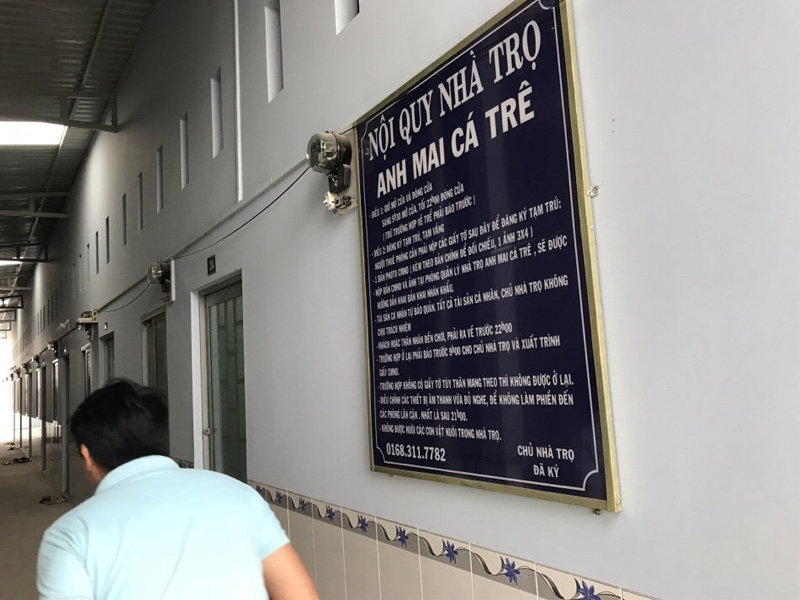 NỘI QUY NHÀ TRỌ
ANH MAI CÁ TRÊ
- ĐIỀU 1: GIỜ MỞ CỬA VÀ ĐÓNG CỬA
SÁNG 5h00 MỞ CỬA, TỐI 22h00 ĐÓNG CỬA
( TRỪ TRƯỜNG HỢP VỀ TRỄ PHẢI BÁO TRƯỚC )
- ĐIỀU 2: ĐĂNG KÝ TẠM TRÚ, TẠM VẮNG
NGƯỜI THUÊ PHÒNG CẦN PHẢI NỘP CÁC GIẤY TỜ SAU ĐÂY ĐỂ ĐĂNG KÝ TẠM TRÚ:
1 BẢN PHOTO CMND ( KÈM THEO BẢN CHÍNH ĐỂ ĐỐI CHIẾU, 1 ẢNH 3X4 )
- NỘP BẢN CMND VÀ ẢNH TẠI PHÒNG QUẢN LÝ NHÀ TRỌ ANH MAI CÁ TRÊ , SẼ ĐƯỢC
HƯỚNG DẪN KHAI BẢN KHAI NHÂN KHẨU.
- TÀI SẢN CÁ NHÂN TỰ BẢO QUẢN, TẤT CẢ TÀI SẢN CÁ NHÂN, CHỦ NHÀ TRỌ KHÔNG
CHỊU TRÁCH NHIỆM
- KHÁCH HOẶC THÂN NHÂN ĐẾN CHƠI, PHẢI RA VỀ TRƯỚC 22h00
- TRƯỜNG HỢP Ở LẠI PHẢI BÁO TRƯỚC 9h00 CHO CHỦ NHÀ TRỌ VÀ XUẤT TRÌNH
GIẤY CMND.
- TRƯỜNG HỢP KHÔNG CÓ GIẤY TỜ TÙY THÂN MANG THEO THÌ KHÔNG ĐƯỢC Ở LẠI.
- ĐIỀU CHỈNH CÁC THIẾT BỊ ÂM THANH VỪA ĐỦ NGHE, ĐỂ KHÔNG LÀM PHIỀN ĐẾN
CÁC PHÒNG LÂN CẬN . NHẤT LÀ SAU 21h00.
- KHÔNG ĐƯỢC NUÔI CÁC CON VẬT NUÔI TRONG NHÀ TRỌ.
0168.311.7782
CHỦ NHÀ TRỌ
ĐÃ KÝ